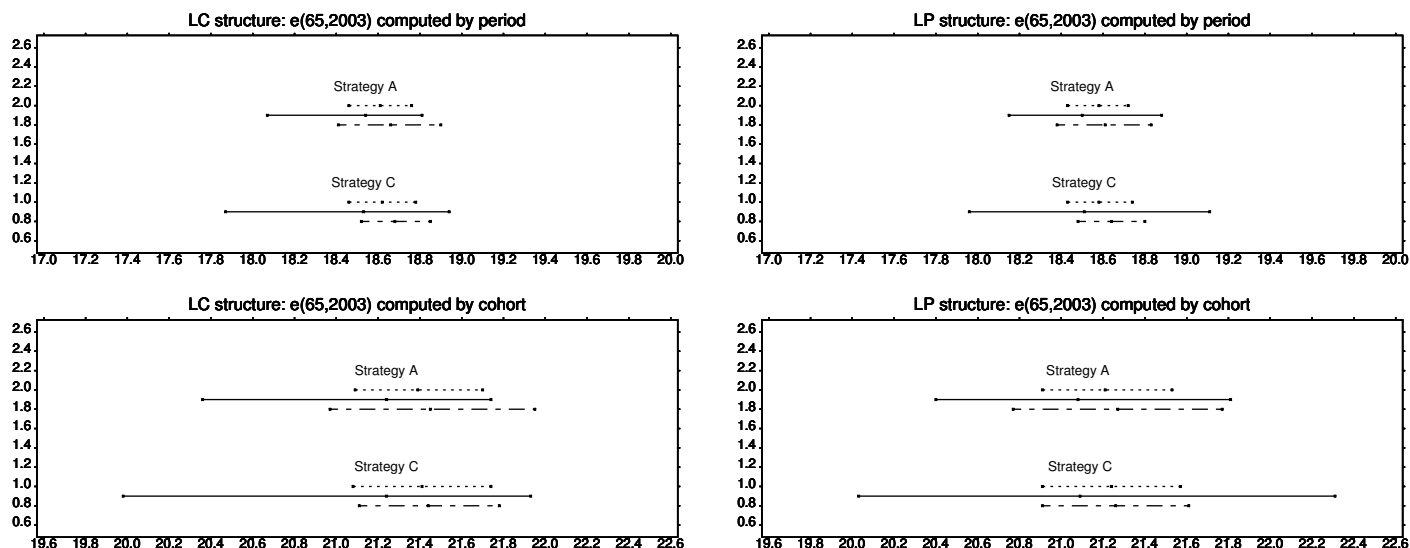 LC structure: e(65,2003) computed by period
2.6
2.4
2.2
2.0
1.8
1.6
1.4
1.2
1.0
0.8
0.6
Strategy A
Strategy C
17.0 17.2 17.4 17.6 17.8 18.0 18.2 18.4 18.6 18.8 19.0 19.2 19.4 19.6 19.8 20.0
LP structure: e(65,2003) computed by period
2.6
2.4
2.2
2.0
1.8
1.6
1.4
1.2
1.0
0.8
0.6
Strategy A
Strategy C
17.0 17.2 17.4 17.6 17.8 18.0 18.2 18.4 18.6 18.8 19.0 19.2 19.4 19.6 19.8 20.0
LC structure: e(65,2003) computed by cohort
2.6
2.4
2.2
2.0
1.8
1.6
1.4
1.2
1.0
0.8
0.6
Strategy A
Strategy C
19.6 19.8 20.0 20.2 20.4 20.6 20.8 21.0 21.2 21.4 21.6 21.8 22.0 22.2 22.4 22.6
LP structure: e(65,2003) computed by cohort
2.6
2.4
2.2
2.0
1.8
1.6
1.4
1.2
1.0
0.8
0.6
Strategy A
Strategy C
19.6 19.8 20.0 20.2 20.4 20.6 20.8 21.0 21.2 21.4 21.6 21.8 22.0 22.2 22.4 22.6